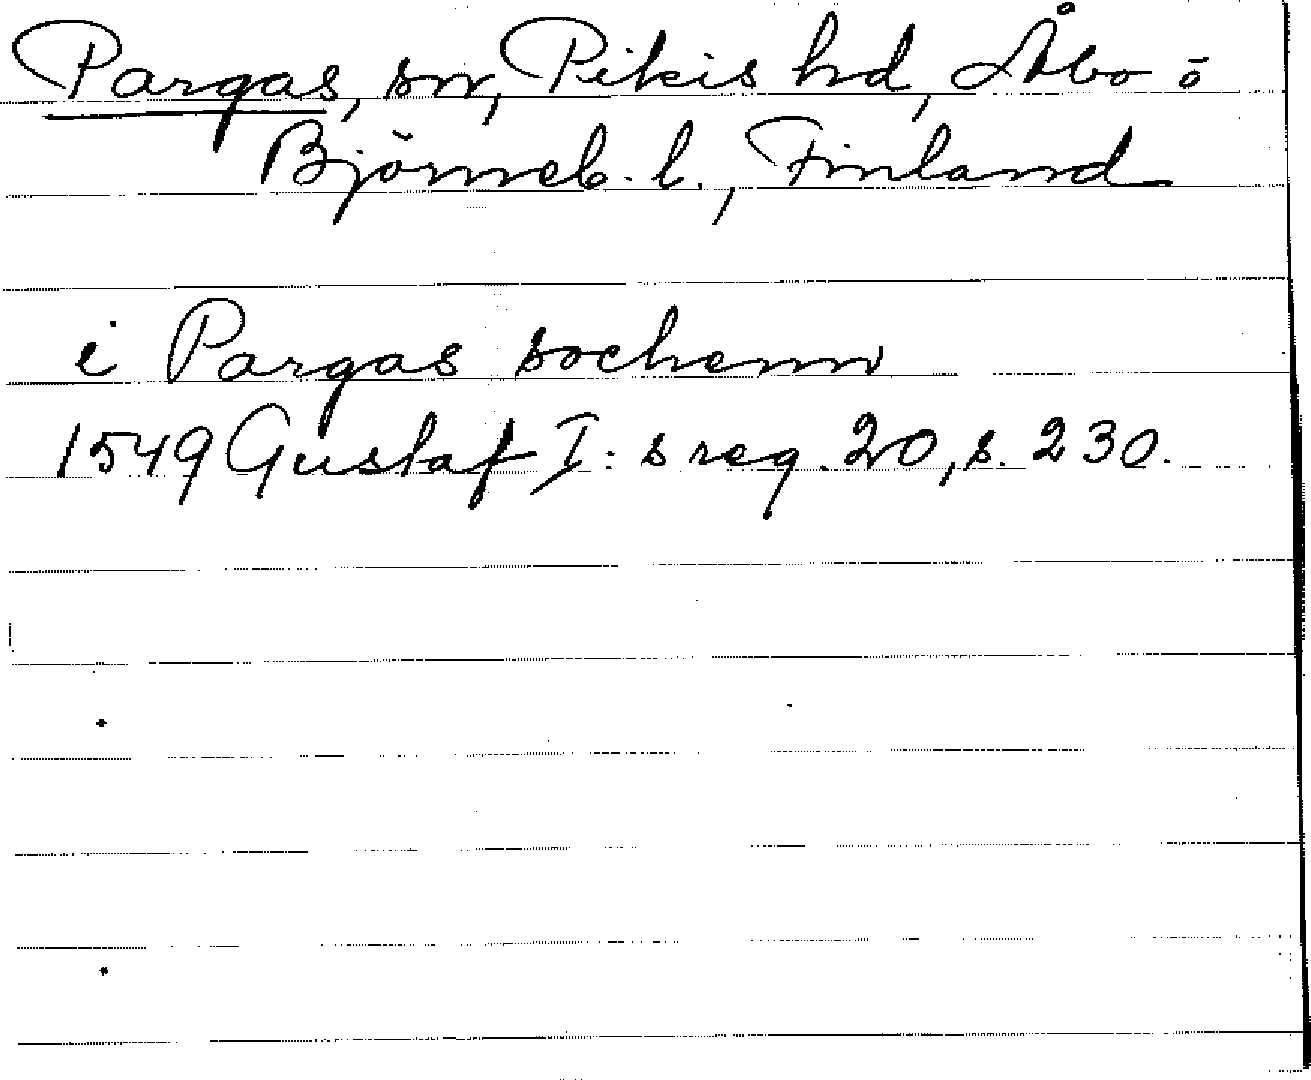 Pargas, sn, Pikis hd, Åbo o
Björneb. l., Finland
i Pargas sochenn
1549 Gustaf I: s reg. 20, s. 230.